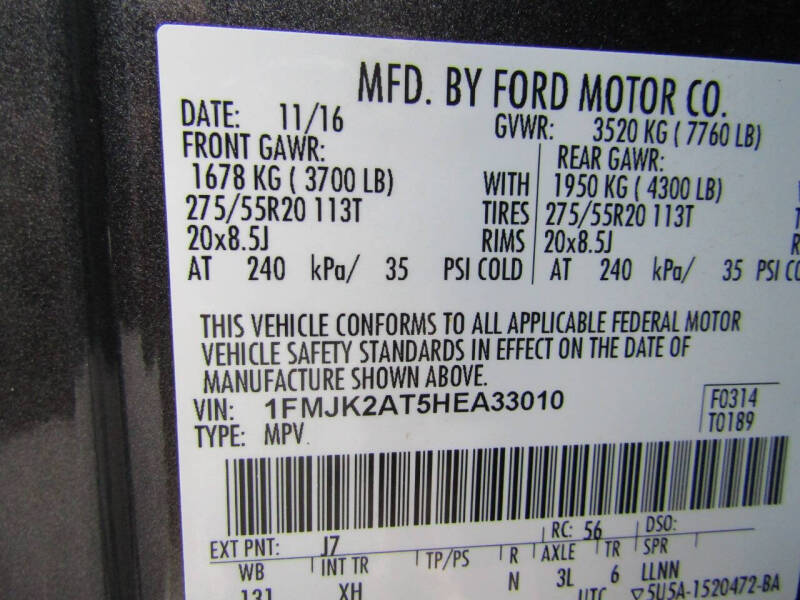 MFD. BY FORD MOTOR CO.
DATE: 11/16 GVWR: 3520 KG ( 7760 LB)
FRONT GAWR: REAR GAWR:
1678 KG ( 3700 LB) WITH 1950 KG ( 4300 LB)
275/55R20 113T TIRES 275/55R20 113T
20x8.5J RIMS 20x8.5J
AT 240 kPa/ 35 PSI COLD AT 240 kPa/ 35 PSI
THIS VEHICLE CONFORMS TO ALL APPLICABLE FEDERAL MOTOR
VEHICLE SAFETY STANDARDS IN EFFECT ON THE DATE OF
MANUFACTURE SHOWN ABOVE.
VIN: 1FMJK2AT5HEA33010 F0314
TYPE: MPV T0189
EXT PNT: J7 RC: 56 DSO:
WB INT TR TP/PS R AXLE TR SPR
131 XH N 3L 6 LLNN
UTC 5U5A-1520472-BA